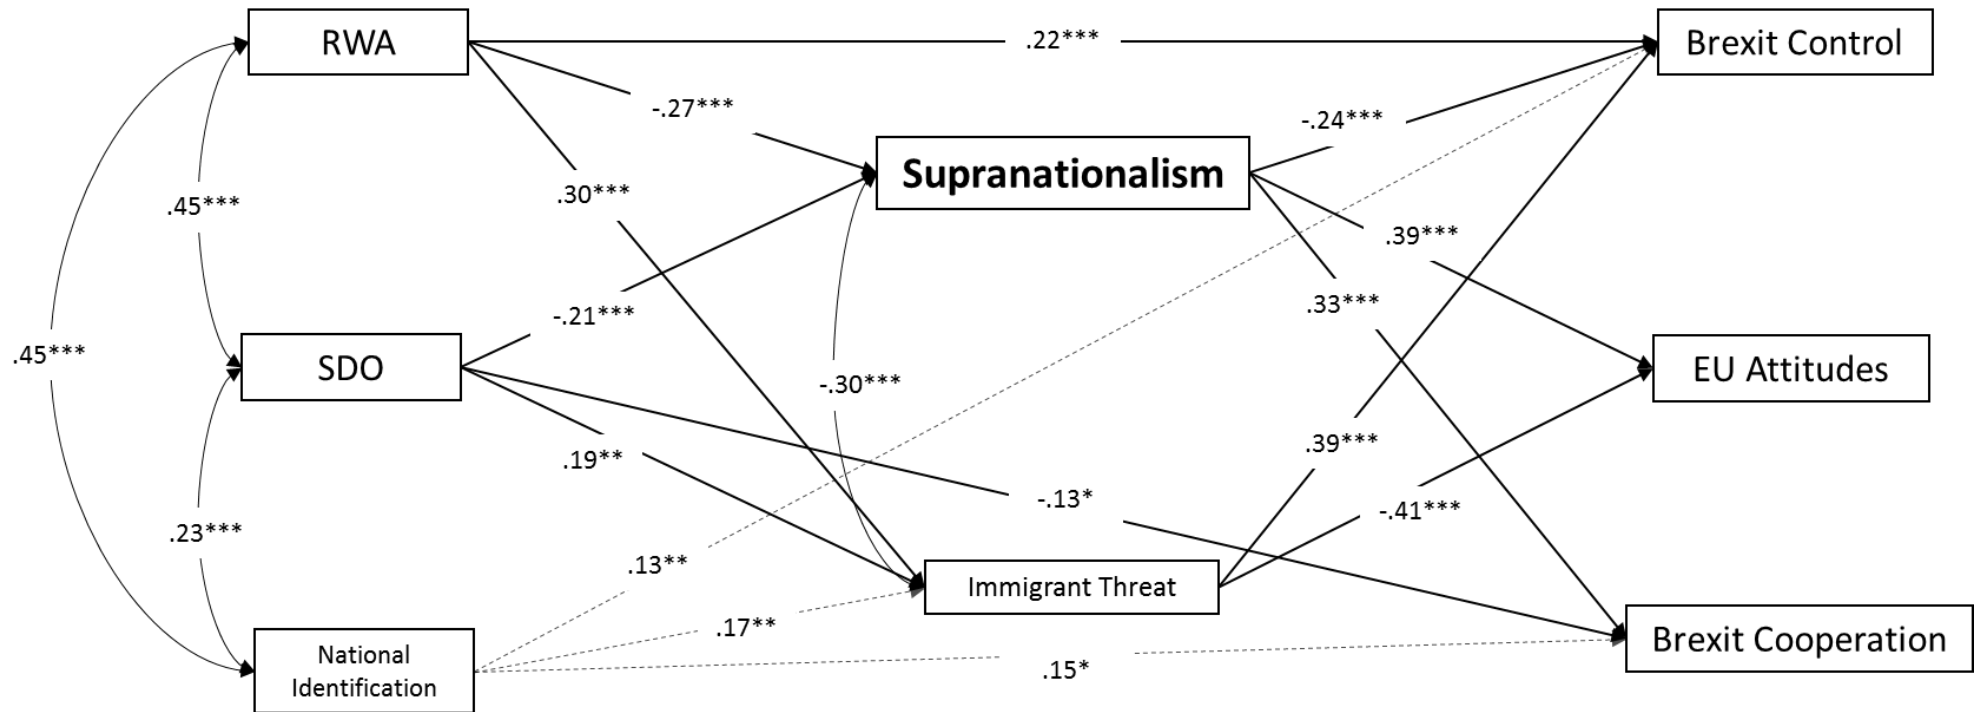 RWA
.22***
Brexit Control
-.27***
-.24***
Supranationalism
.30***
.45***
.39***
.33***
-.21***
.45***
SDO
EU Attitudes
-.30***
.39***
.19**
-.13*
-.41***
.23***
.13**
Immigrant Threat
.17**
National
Identification
.15*
Brexit Cooperation